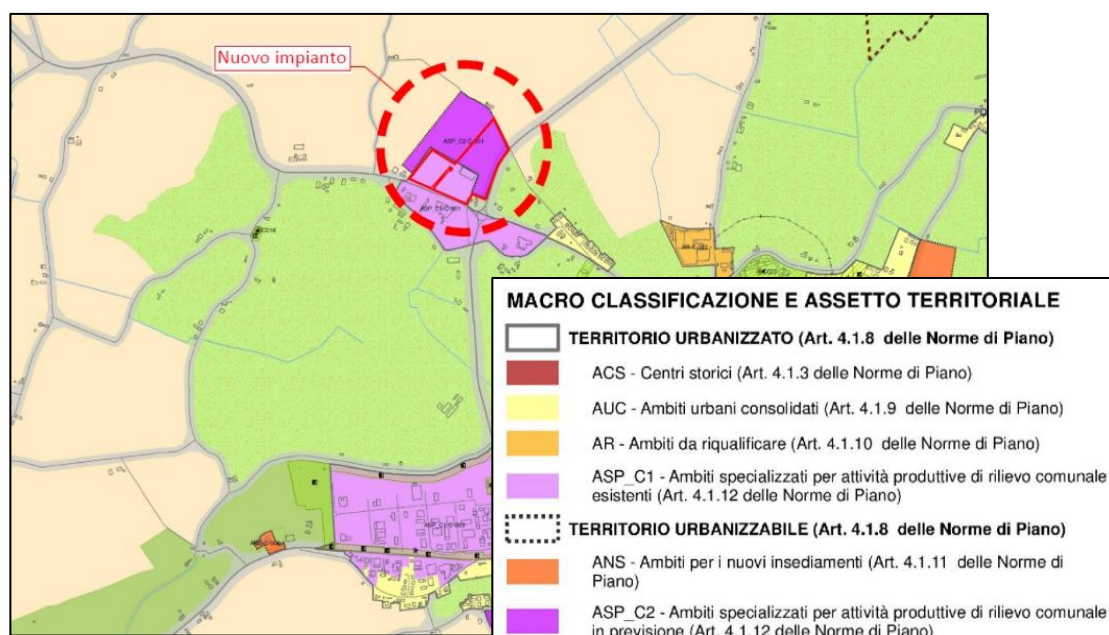 Nuovo impianto
MACRO CLASSIFICAZIONE E ASSETTO TERRITORIALE
TERRITORIO URBANIZZATO (Art. 4.1.8 delle Norme di Piano)
ACS - Centri storici (Art. 4.1.3 delle Norme di Piano)
AUC - Ambiti urbani consolidati (Art. 4.1.9 delle Norme di Piano)
AR - Ambiti da riqualificare (Art. 4.1.10 delle Norme di Piano)
ASP_C1 - Ambiti specializzati per attività produttive di rilievo comunale
esistenti (Art. 4.1.12 delle Norme di Piano)
TERRITORIO URBANIZZABILE (Art. 4.1.8 delle Norme di Piano)
ANS - Ambiti per i nuovi insediamenti (Art. 4.1.11 delle Norme di
Piano)
ASP_C2 - Ambiti specializzati per attività produttive di rilievo comunale
in previsione (Art. 4.1.12 delle Norme di Piano)